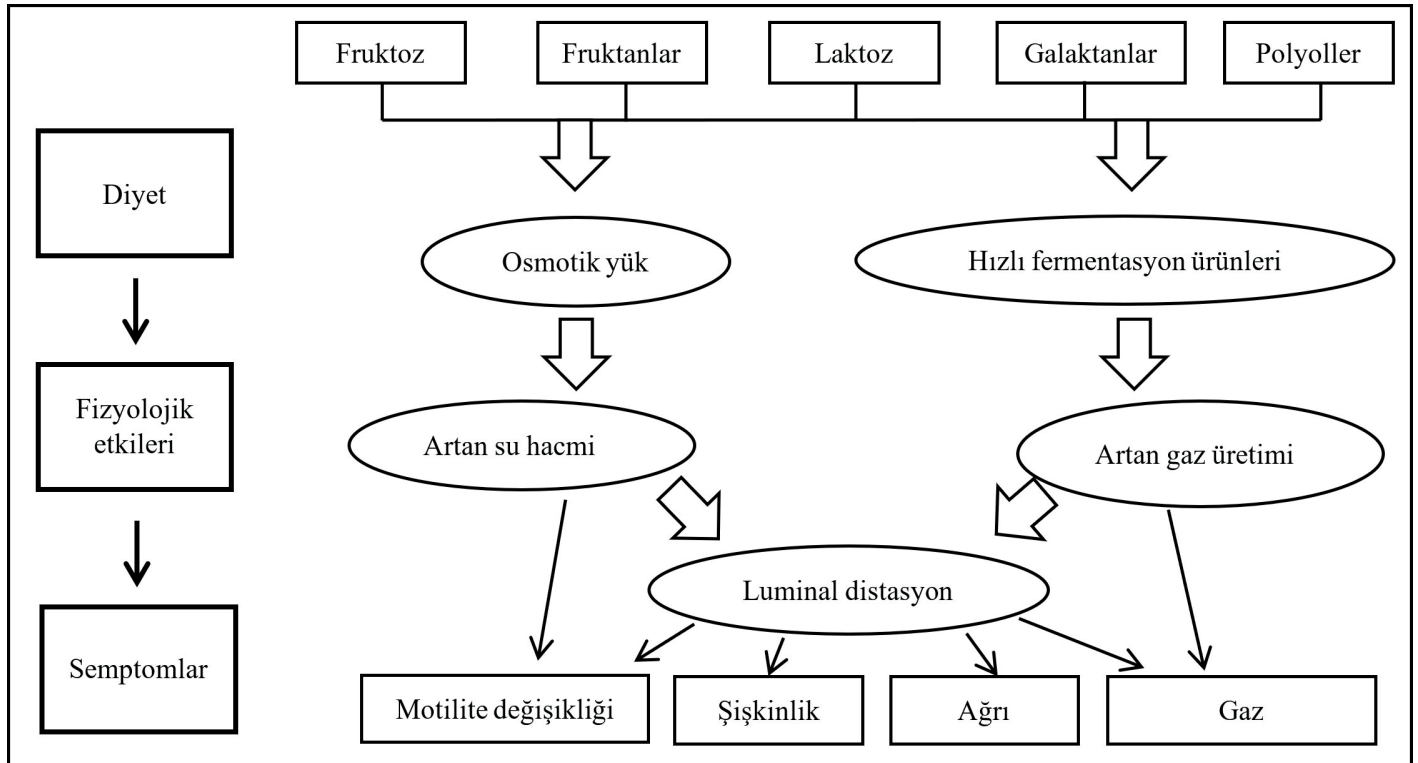 Fruktoz
Fruktanlar
Laktoz
Galaktanlar
Polyoller
Diyet
Osmotik yük
Hızlı fermentasyon ürünleri
Fizyolojik
etkileri
Artan su hacmi
Artan gaz üretimi
Luminal distasyon
Semptomlar
Motilite değişikliği
Şişkinlik
Ağrı
Gaz